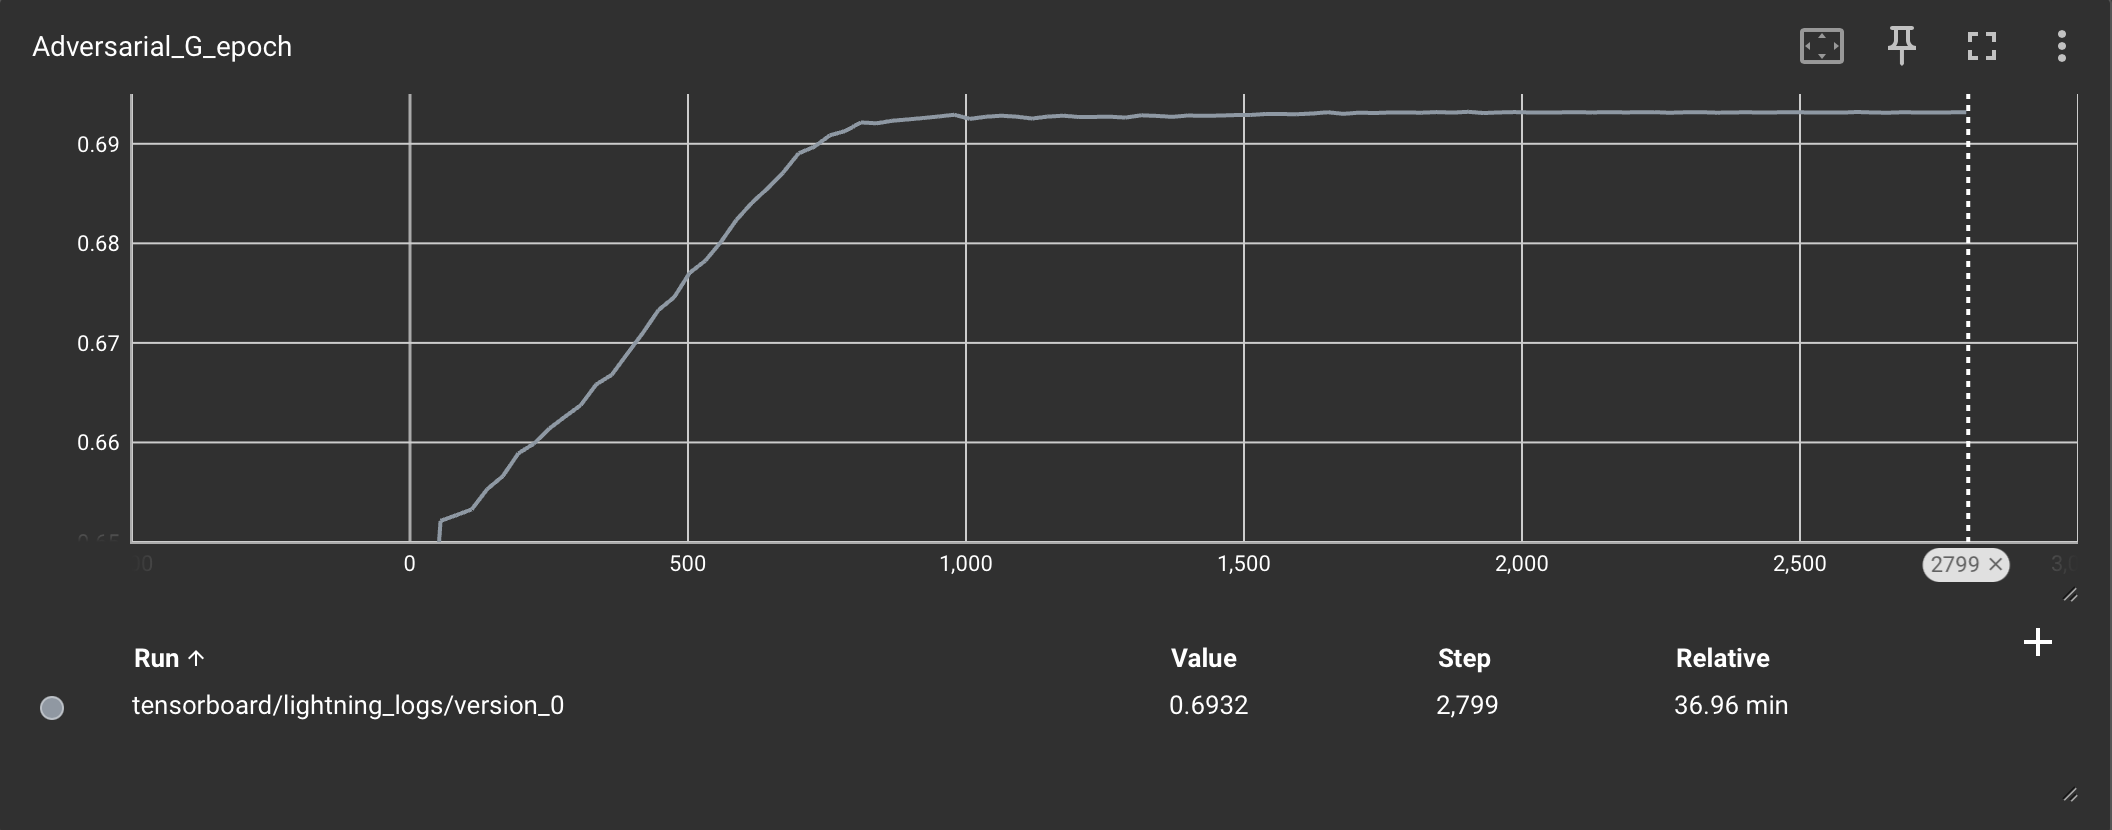 Adversarial_G_epoch
0.69
0.68
0.67
0.66
0 500 1,000 1,500 2,000 2,500 2799
Run Value Step Relative
tensorboard/lightning_logs/version_0 0.6932 2,799 36.96 min